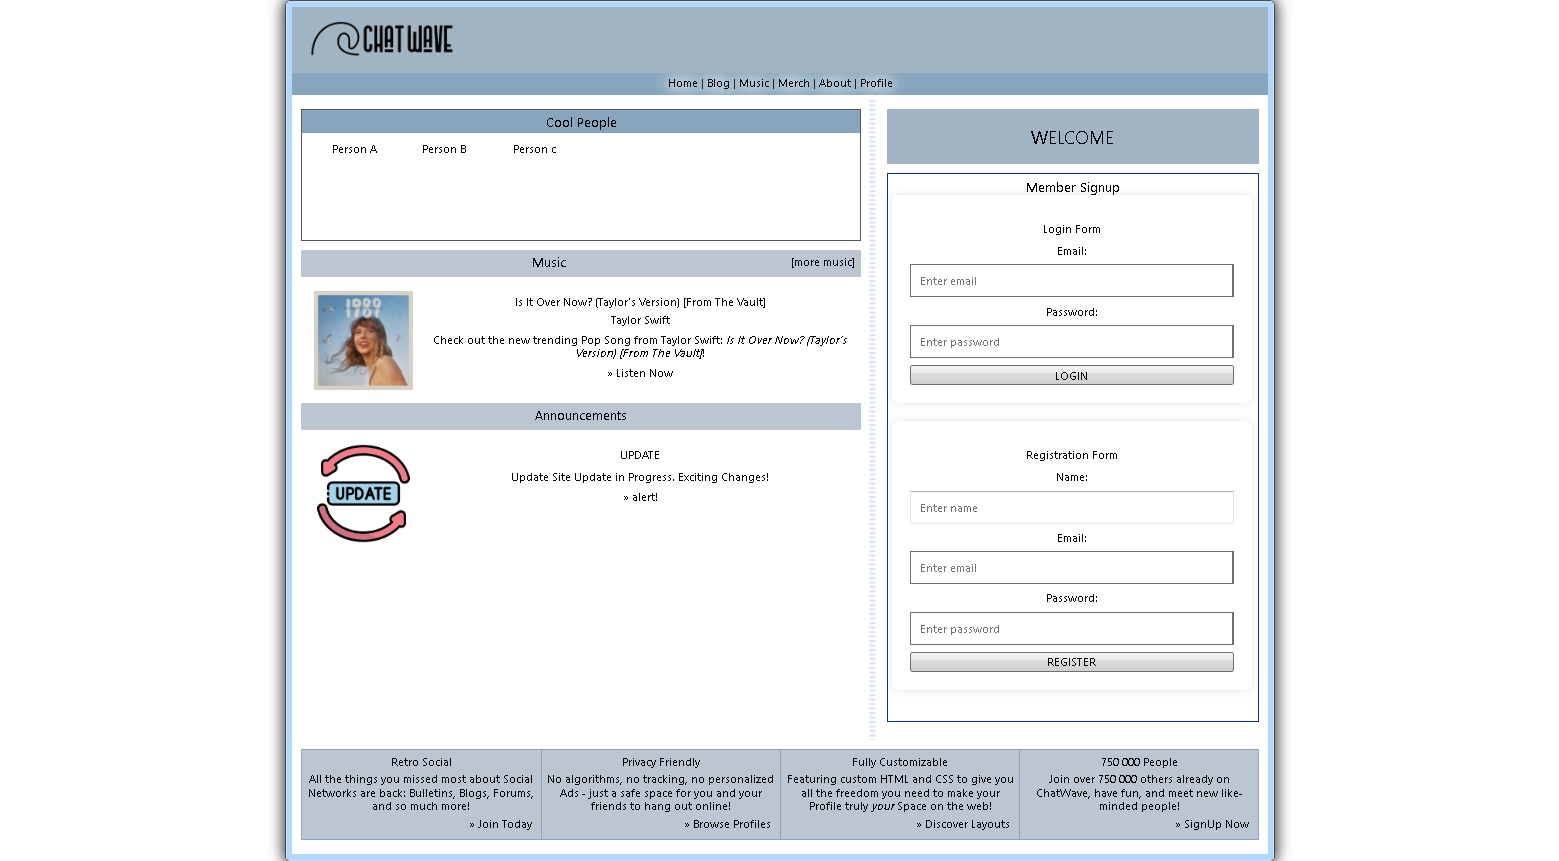 CHAT WAVE
Home | Blog | Music | Merch | About | Profile
Cool People
Person A
Person B
Person c
Music
[more music]
Is It Over Now? (Taylor's Version) [From The Vault]
Taylor Swift
Check out the new trending Pop Song from Taylor Swift: Is It Over Now? (Taylor's
Version) [From The Vault]!
» Listen Now
Announcements
UPDATE
UPDATE
Update Site Update in Progress. Exciting Changes!
» alert!
WELCOME
Member Signup
Login Form
Email:
Enter email
Password:
Enter password
LOGIN
Registration Form
Name:
Enter name
Email:
Enter email
Password:
Enter password
REGISTER
Retro Social
All the things you missed most about Social
Networks are back: Bulletins, Blogs, Forums,
and so much more!
» Join Today
Privacy Friendly
No algorithms, no tracking, no personalized
Ads - just a safe space for you and your
friends to hang out online!
» Browse Profiles
Fully Customizable
Featuring custom HTML and CSS to give you
all the freedom you need to make your
Profile truly your Space on the web!
» Discover Layouts
750 000 People
Join over 750 000 others already on
ChatWave, have fun, and meet new like-
minded people!
» SignUp Now